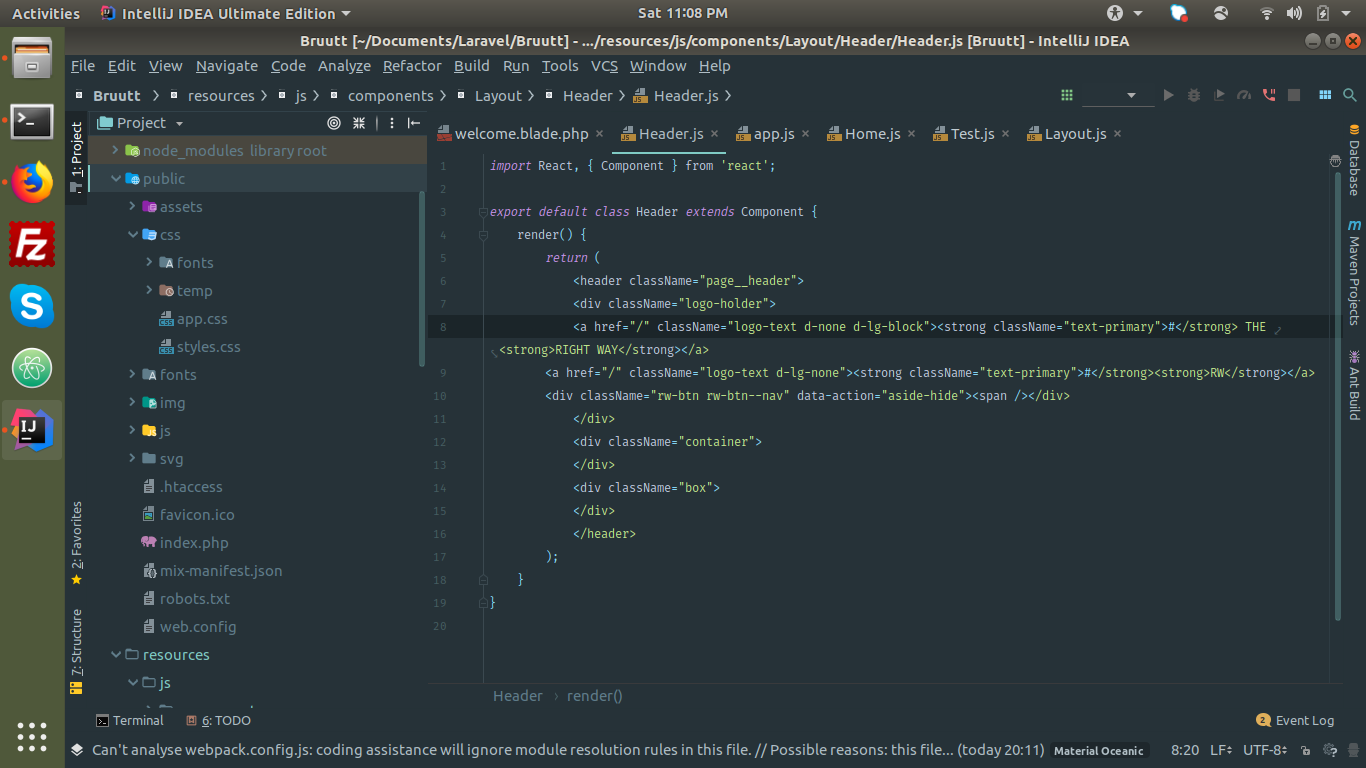 Activities IntelliJ IDEA Ultimate Edition Sat 11:08 PM
Bruutt [~/Documents/Laravel/Bruutt] - .../resources/js/components/Layout/Header/Header.js [Bruutt] - IntelliJ IDEA
File Edit View Navigate Code Analyze Refactor Build Run Tools VCS Window Help
Bruutt resources js components Layout Header Header.js
1: Project
2: Favorites
7: Structure
Project
node_modules library root
public
assets
css
fonts
temp
app.css
styles.css
fonts
img
js
svg
.htaccess
favicon.ico
index.php
mix-manifest.json
robots.txt
web.config
resources
js
welcome.blade.php Header.js app.js Home.js Test.js Layout.js
1 import React, { Component } from 'react';
2
3 export default class Header extends Component {
4 render() {
5 return (
6 <header className="page__header">
7 <div className="logo-holder">
8 <a href="/" className="logo-text d-none d-lg-block"><strong className="text-primary">#</strong> THE
<strong>RIGHT WAY</strong></a>
9 <a href="/" className="logo-text d-lg-none"><strong className="text-primary">#</strong><strong>RW</strong></a>
10 <div className="rw-btn rw-btn--nav" data-action="aside-hide"><span /></div>
11 </div>
12 <div className="container">
13 </div>
14 <div className="box">
15 </div>
16 </header>
17 );
18 }
19 }
20
Header render()
Database
Maven Projects
Ant Build
Terminal 6: TODO 2 Event Log
Can't analyse webpack.config.js: coding assistance will ignore module resolution rules in this file. // Possible reasons: this file... (today 20:11) Material Oceanic 8:20 LF UTF-8